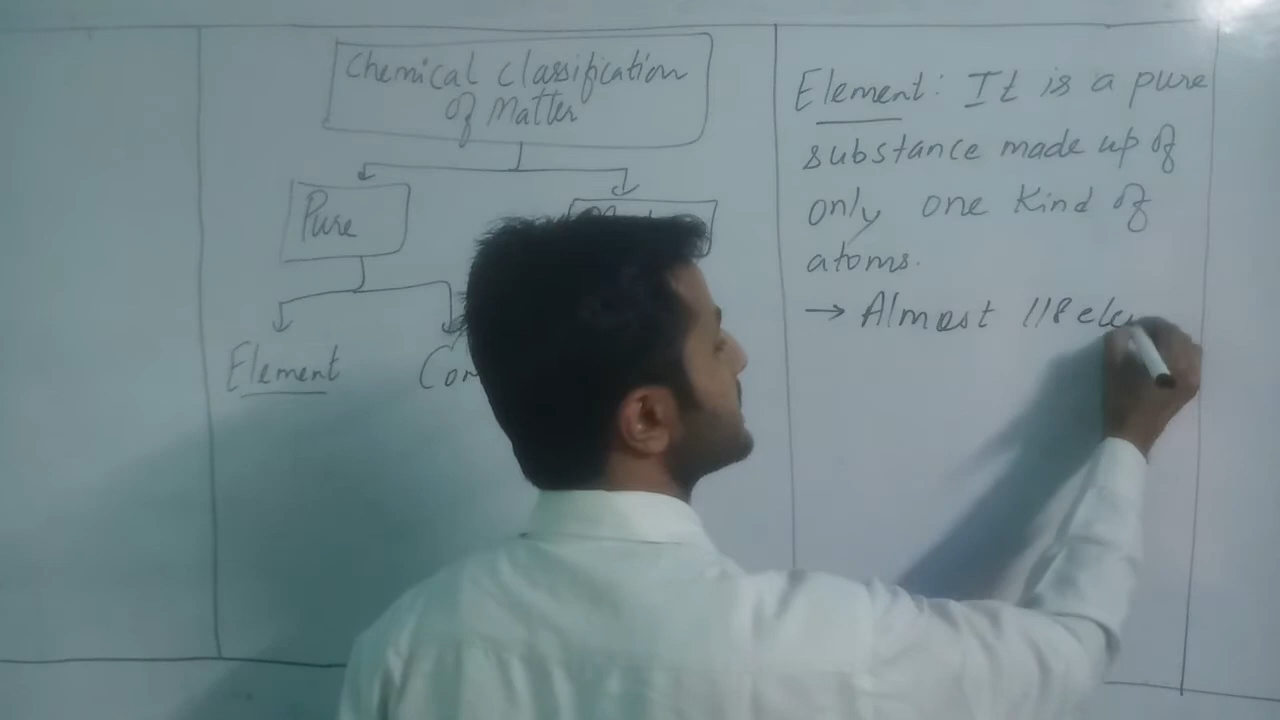 Chemical classification
of Matter
Pure
Element
Element: It is a pure
substance made up of
only one kind of
atoms.
→ Almost 118 ele